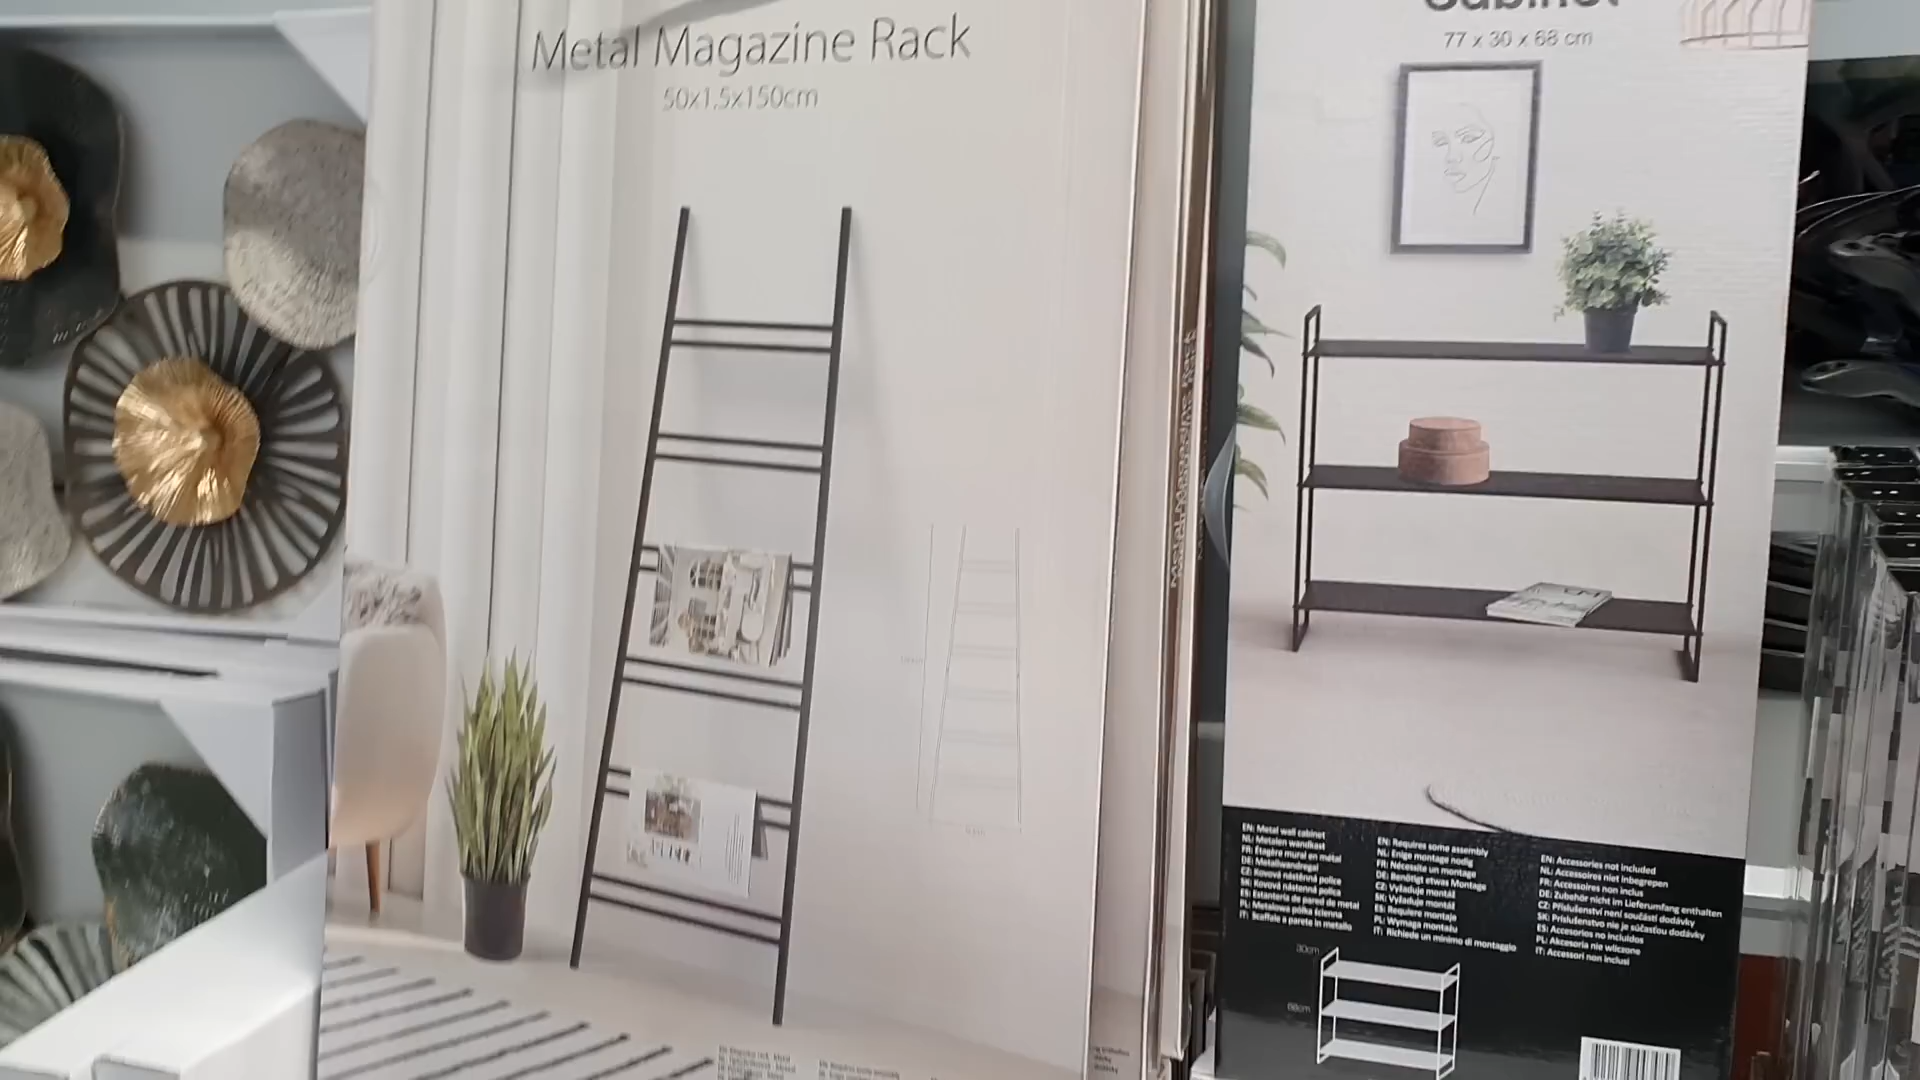 Metal Magazine Rack
50x1.5x150cm
Metal Magazine Rack
Cabinet
77 x 30 x 68 cm
EN: Metal wall cabinet
NL: Metalen wandkast
FR: Étagère mural en métal
DE: Metallwandregal
CZ: Kovová nástěnná police
SK: Kovová nástenná polica
ES: Estantería de pared de metal
PL: Metalowa półka ścienna
IT: Scaffale a parete in metallo
EN: Requires some assembly
NL: Enige montage nodig
FR: Nécessite un montage
DE: Benötigt etwas Montage
CZ: Vyžaduje montáž
SK: Vyžaduje montáž
ES: Requiere montaje
PL: Wymaga montażu
IT: Richiede un minimo di montaggio
EN: Accessories not included
NL: Accessoires niet inbegrepen
FR: Accessoires non inclus
DE: Zubehör nicht im Lieferumfang enthalten
CZ: Příslušenství není součástí dodávky
SK: Príslušenstvo nie je súčasťou dodávky
ES: Accesorios no incluidos
PL: Akcesoria nie wliczone
IT: Accessori non inclusi
30cm
68cm